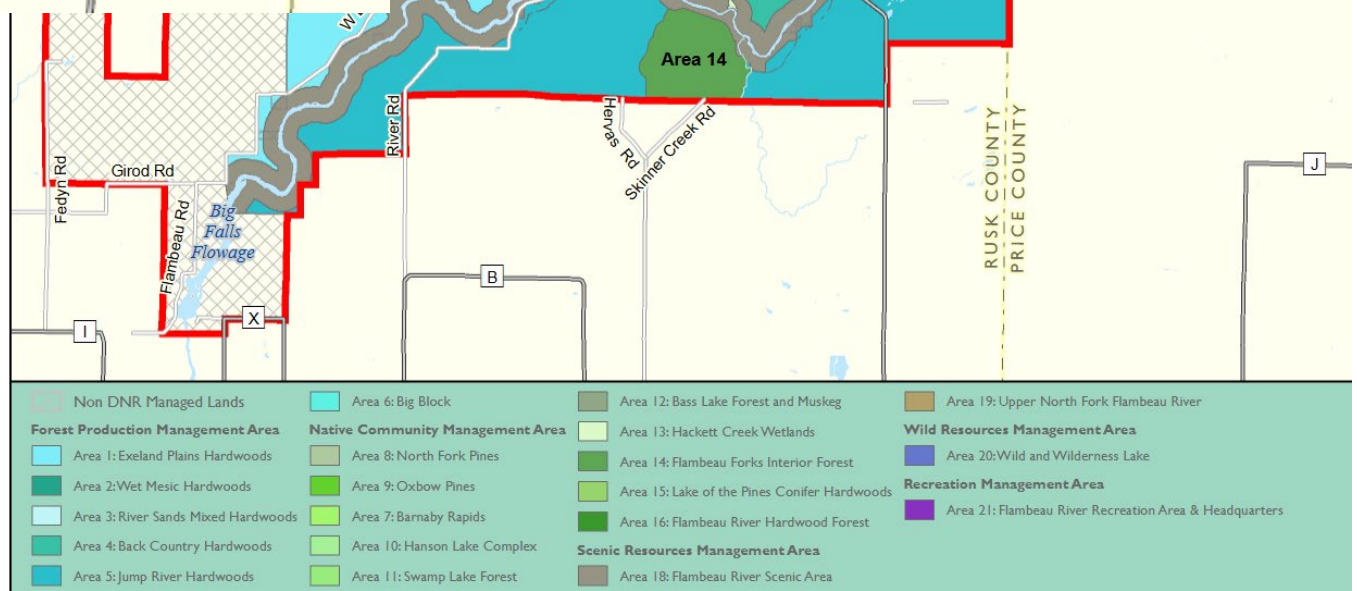 W
Area 14
River Rd
Hervas Rd
Skinner Creek Rd
RUSK COUNTY
PRICE COUNTY
J
Girod Rd
Fedyn Rd
Flambeau Rd
Big
Falls
Flowage
B
X
I
Non DNR Managed Lands
Forest Production Management Area
Area 1: Exeland Plains Hardwoods
Area 2: Wet Mesic Hardwoods
Area 3: River Sands Mixed Hardwoods
Area 4: Back Country Hardwoods
Area 5: Jump River Hardwoods
Area 6: Big Block
Native Community Management Area
Area 8: North Fork Pines
Area 9: Oxbow Pines
Area 7: Barnaby Rapids
Area 10: Hanson Lake Complex
Area 11: Swamp Lake Forest
Area 12: Bass Lake Forest and Muskeg
Area 13: Hackett Creek Wetlands
Area 14: Flambeau Forks Interior Forest
Area 15: Lake of the Pines Conifer Hardwoods
Area 16: Flambeau River Hardwood Forest
Scenic Resources Management Area
Area 18: Flambeau River Scenic Area
Area 19: Upper North Fork Flambeau River
Wild Resources Management Area
Area 20: Wild and Wilderness Lake
Recreation Management Area
Area 21: Flambeau River Recreation Area & Headquarters